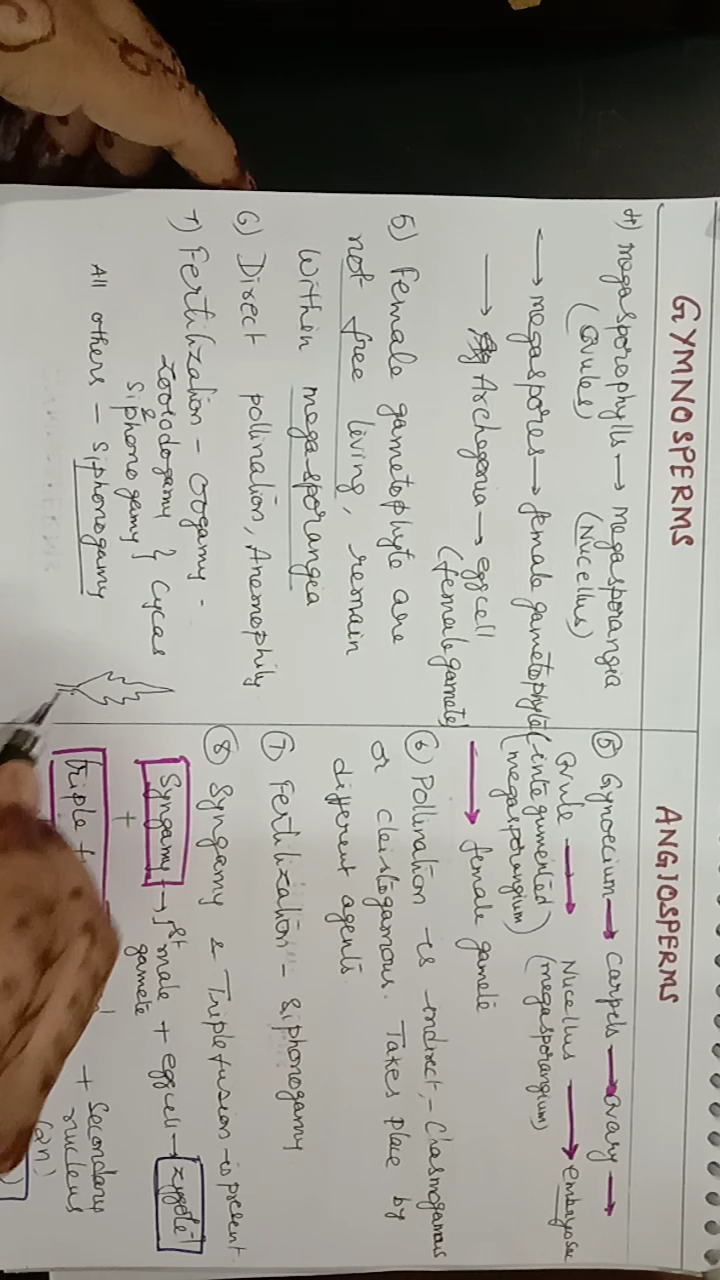 GYMNOSPERMS
4) megasporophylls → megasporangia
(ovules) (Nucellus)
→ megaspores → female gametophyte
→ Archegonia → eggcell
(female gamete)
5) Female gametophyte are
not free living, remain
within megasporangia
6) Direct pollination, Anemophily
7) Fertilization - Oogamy -
zooidogamy
&
siphonogamy } Cycas
All others - siphonogamy
ANGIOSPERMS
⑤ Gynoecium → carpels → ovary →
ovule → Nucellus → embryosac
(integumented (megasporangium)
megasporangium)
→ female gamete
⑥ Pollination is indirect, - chasmogamous
or cleistogamous. Takes place by
different agents.
⑦ Fertilization - siphonogamy
⑧ Syngamy & Triple fusion is present.
Syngamy → 1st male + eggcell → zygote
gamete
+
Triple + secondary
nucleus
(2n)